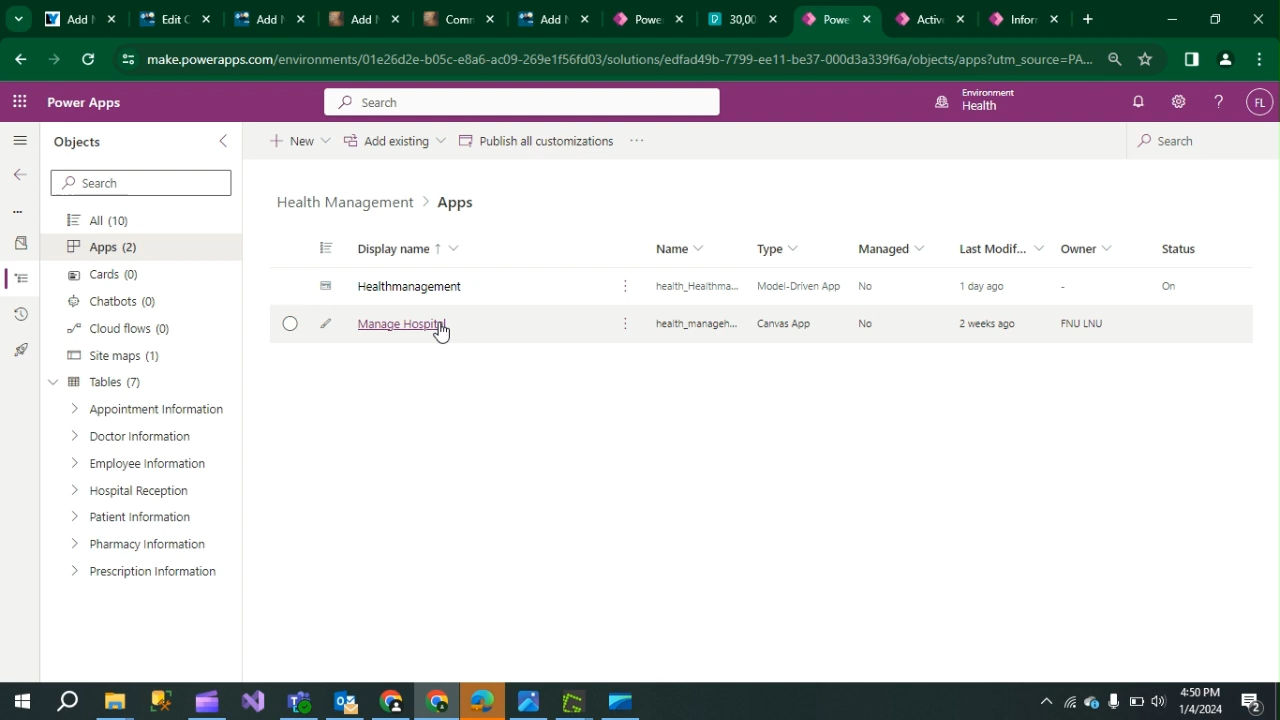 Add N
Edit C
Add N
Add N
Comm
Add N
Power
30,00
Powe
Active
Inforr
make.powerapps.com/environments/01e26d2e-b05c-e8a6-ac09-269e1f56fd03/solutions/edfad49b-7799-ee11-be37-000d3a339f6a/objects/apps?utm_source=PA...
Power Apps
Search
Environment
Health
?
FL
Objects
New
Add existing
Publish all customizations
...
Search
Search
All (10)
Apps (2)
Cards (0)
Chatbots (0)
Cloud flows (0)
Site maps (1)
Tables (7)
Appointment Information
Doctor Information
Employee Information
Hospital Reception
Patient Information
Pharmacy Information
Prescription Information
Health Management > Apps
Display name ↑ Name Type Managed Last Modif... Owner Status
Healthmanagement health_Healthma... Model-Driven App No 1 day ago - On
Manage Hospital health_manageh... Canvas App No 2 weeks ago FNU LNU
4:50 PM
1/4/2024
2